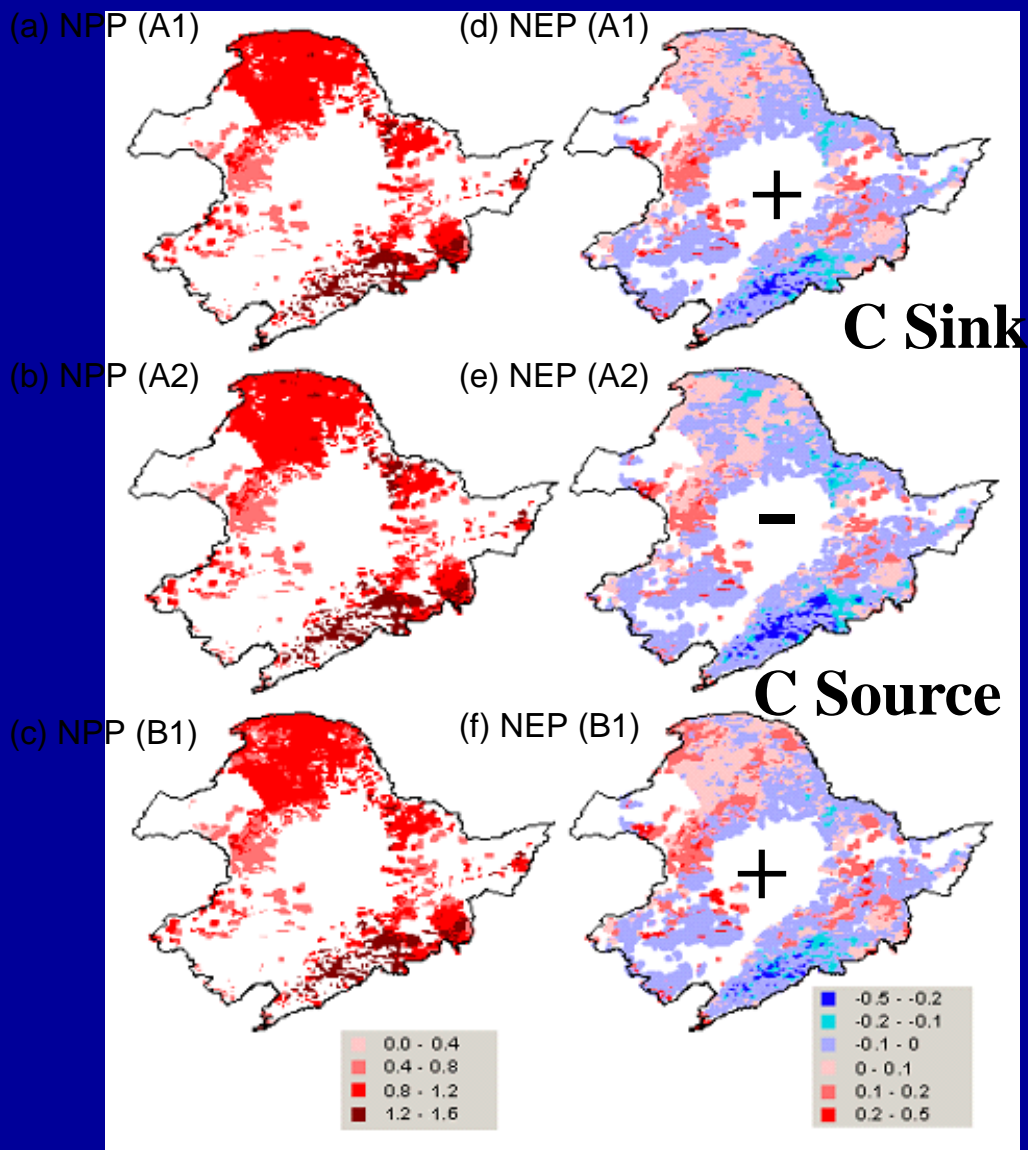 (a) NPP (A1)
(d) NEP (A1)
+
C Sink
(b) NPP (A2)
(e) NEP (A2)
-
C Source
(c) NPP (B1)
(f) NEP (B1)
+
0.0 - 0.4
0.4 - 0.8
0.8 - 1.2
1.2 - 1.6
-0.5 - -0.2
-0.2 - -0.1
-0.1 - 0
0 - 0.1
0.1 - 0.2
0.2 - 0.5